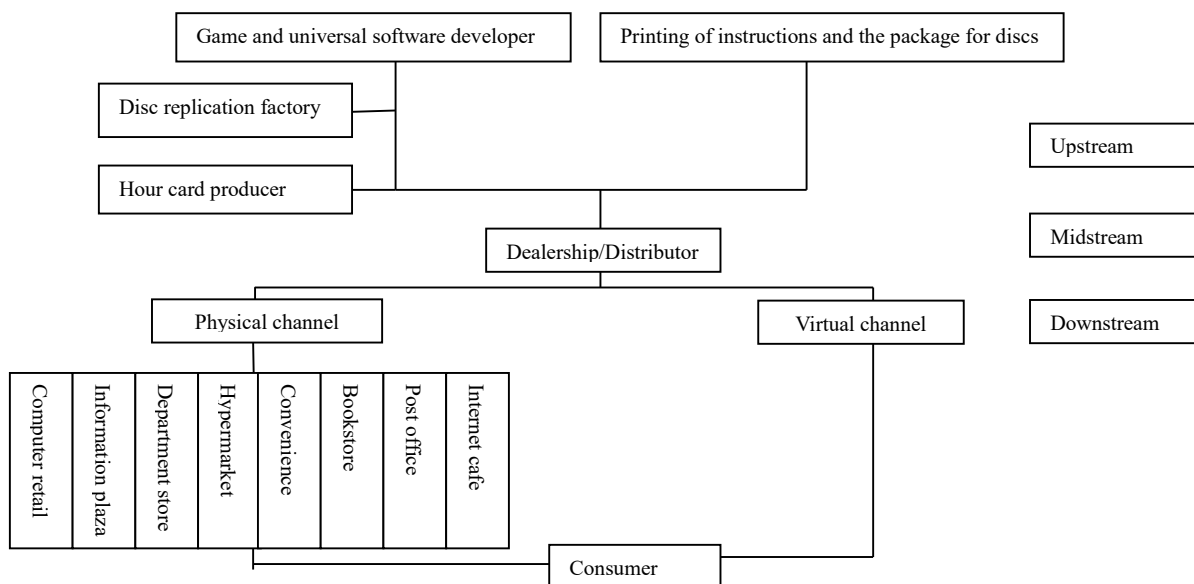 Game and universal software developer
Printing of instructions and the package for discs
Disc replication factory
Upstream
Hour card producer
Midstream
Dealership/Distributor
Physical channel
Virtual channel
Downstream
Computer retail
Information plaza
Department store
Hypermarket
Convenience
Bookstore
Post office
Internet cafe
Consumer